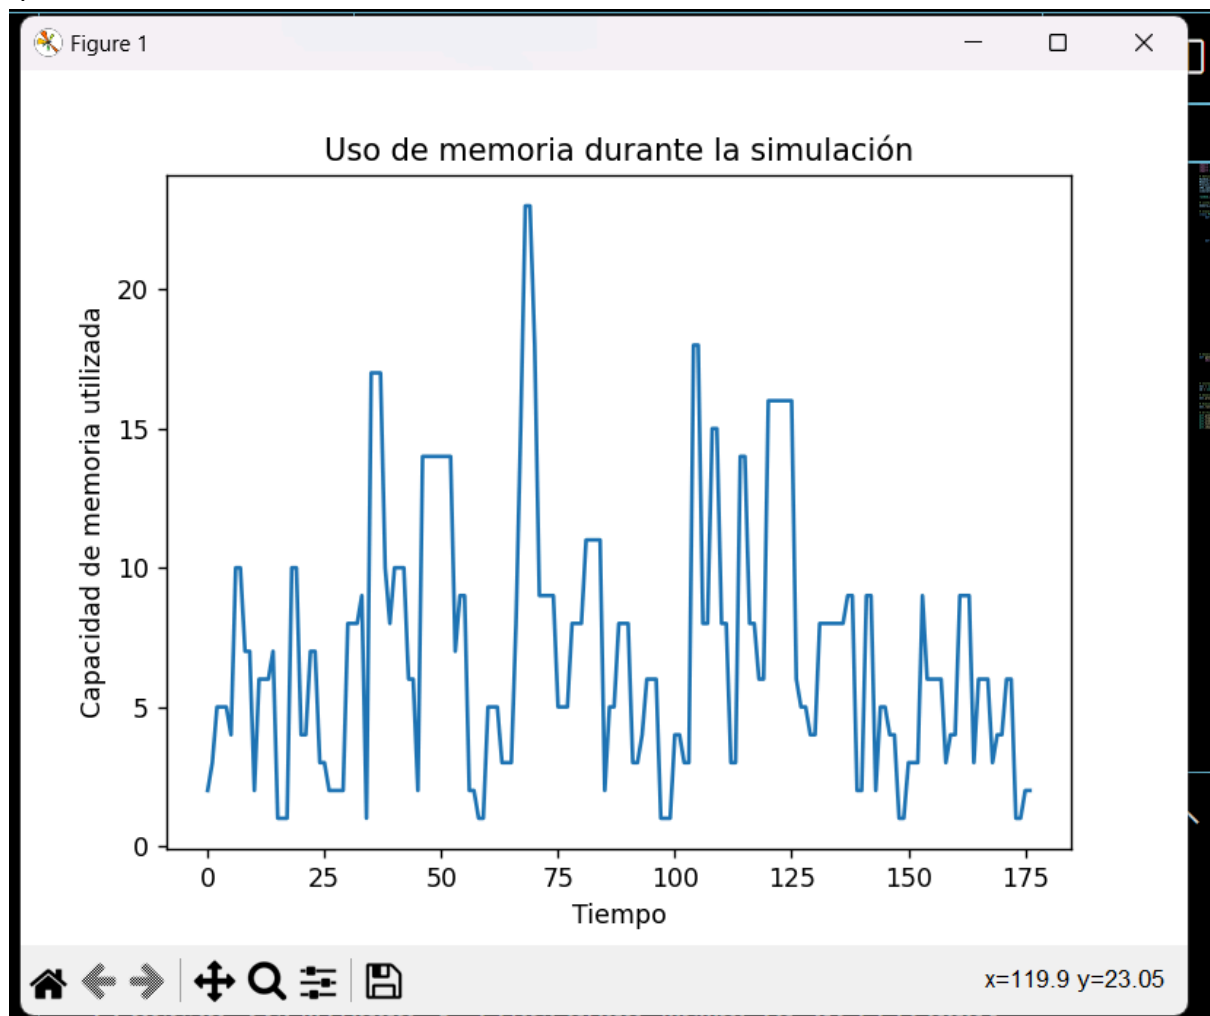 Figure 1
Uso de memoria durante la simulación
Capacidad de memoria utilizada
20
15
10
5
0
0 25 50 75 100 125 150 175
Tiempo
x=119.9 y=23.05